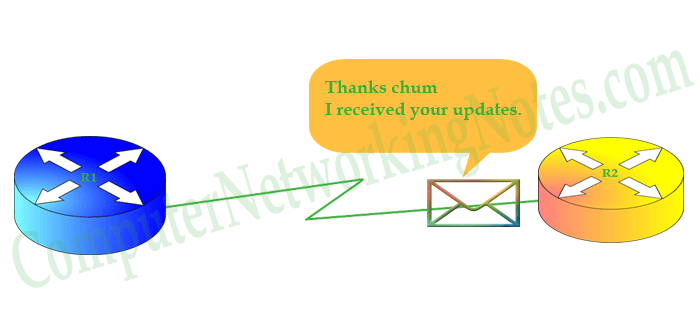 Thanks chum
I received your updates.
R1
R2
ComputerNetworkingNotes.com